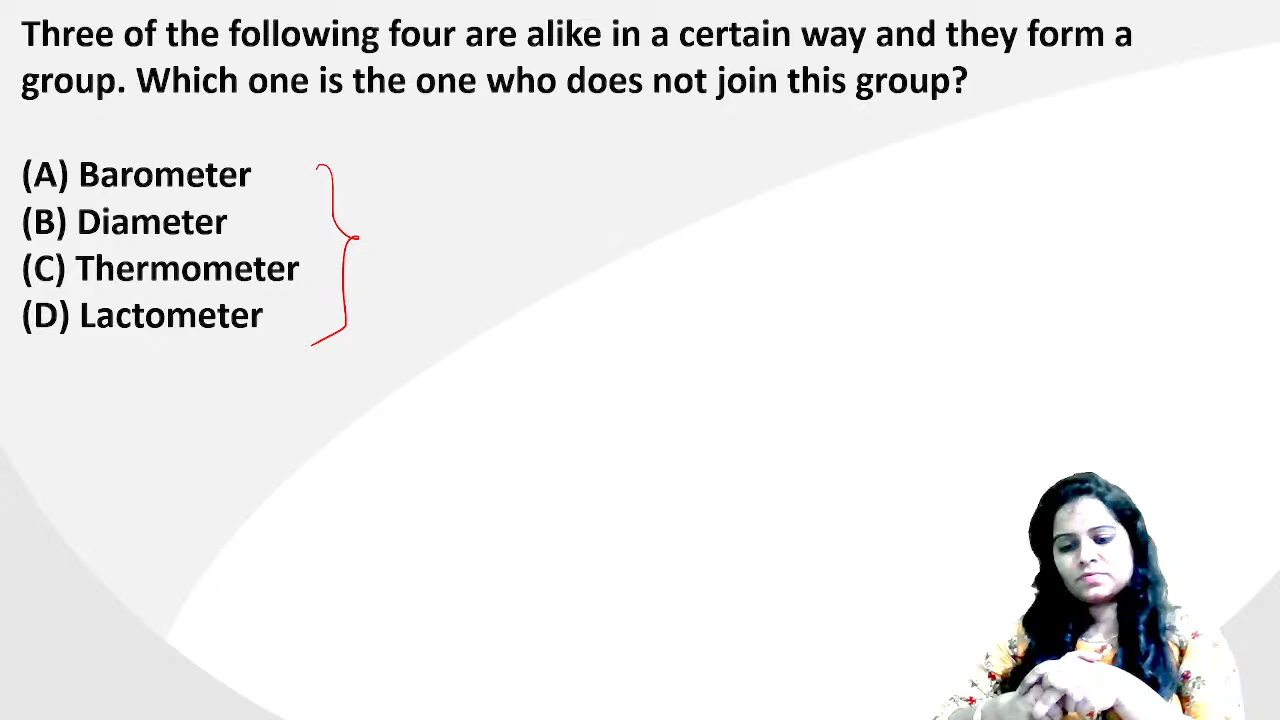 Three of the following four are alike in a certain way and they form a
group. Which one is the one who does not join this group?
(A) Barometer
(B) Diameter
(C) Thermometer
(D) Lactometer